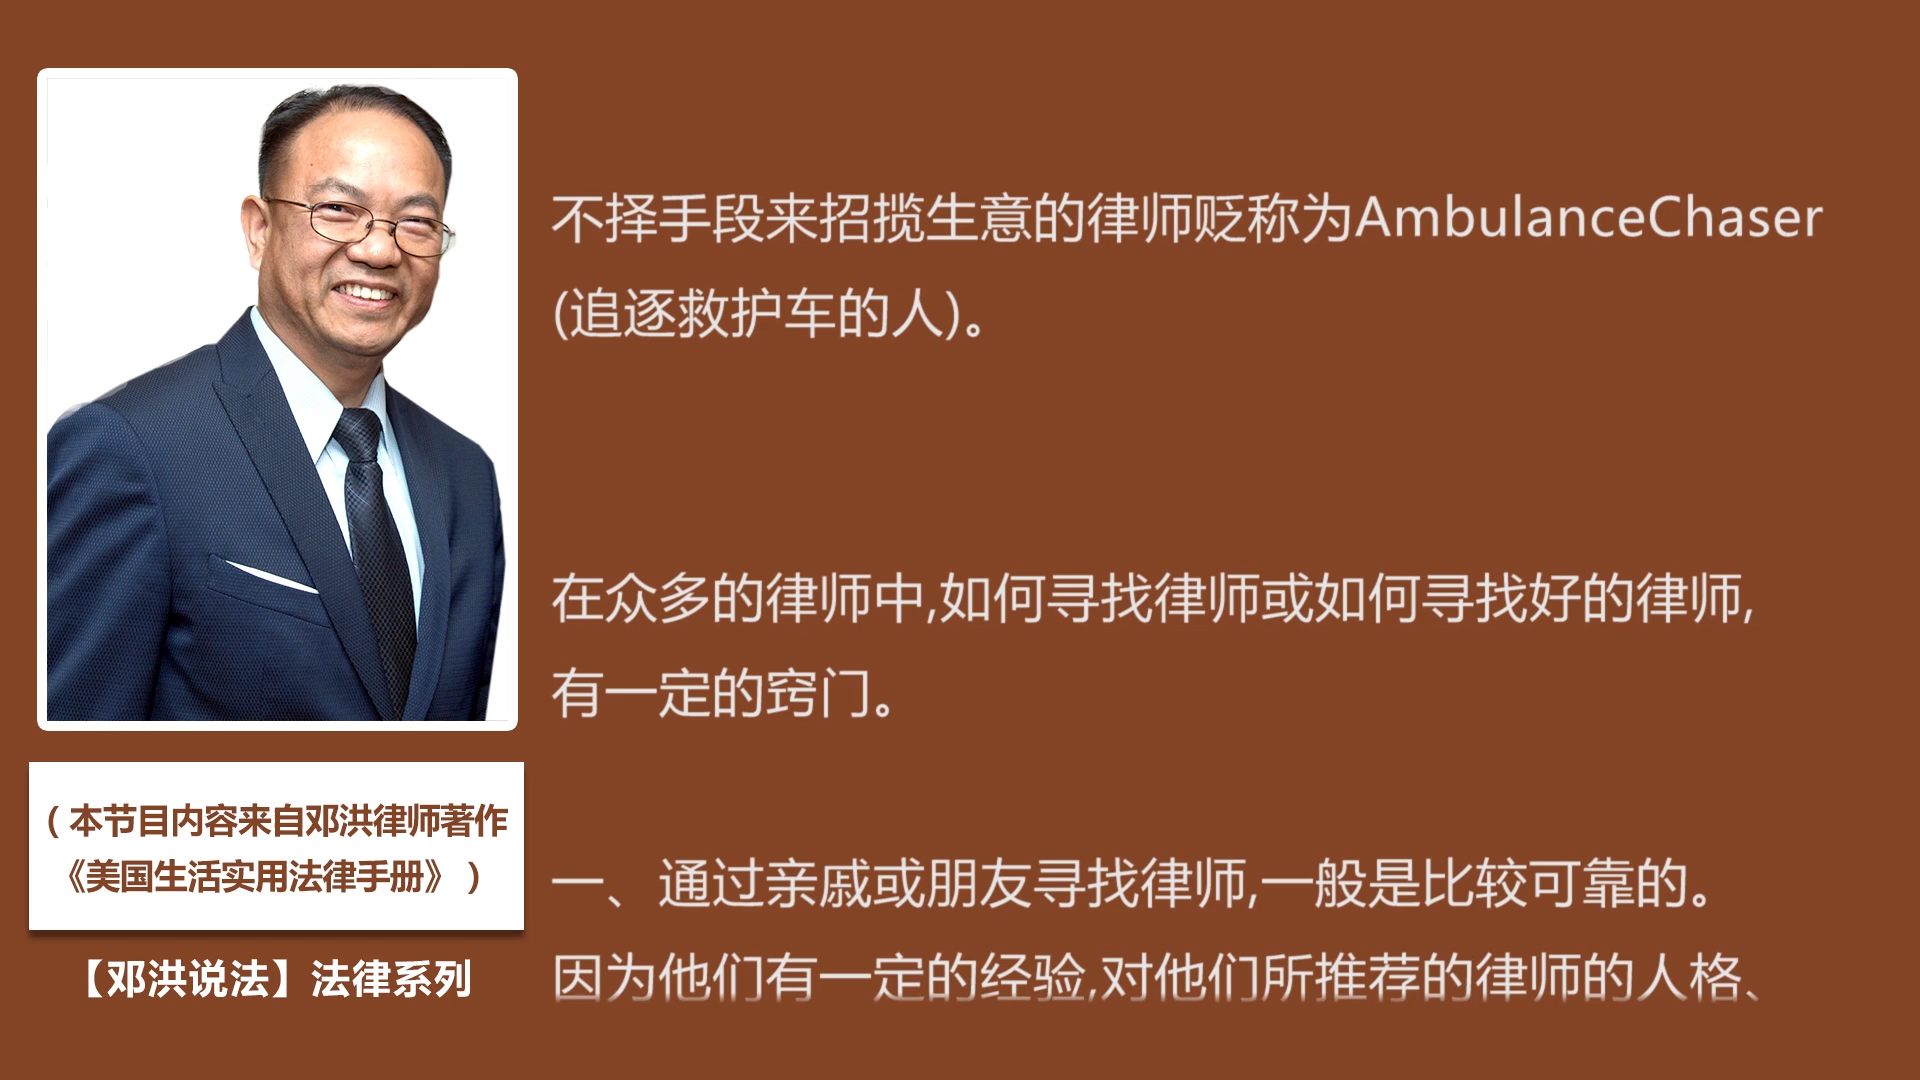 不择手段来招揽生意的律师贬称为AmbulanceChaser
(追逐救护车的人)。
在众多的律师中,如何寻找律师或如何寻找好的律师,
有一定的窍门。
一、通过亲戚或朋友寻找律师,一般是比较可靠的。
因为他们有一定的经验,对他们所推荐的律师的人格、
（本节目内容来自邓洪律师著作
《美国生活实用法律手册》）
【邓洪说法】法律系列